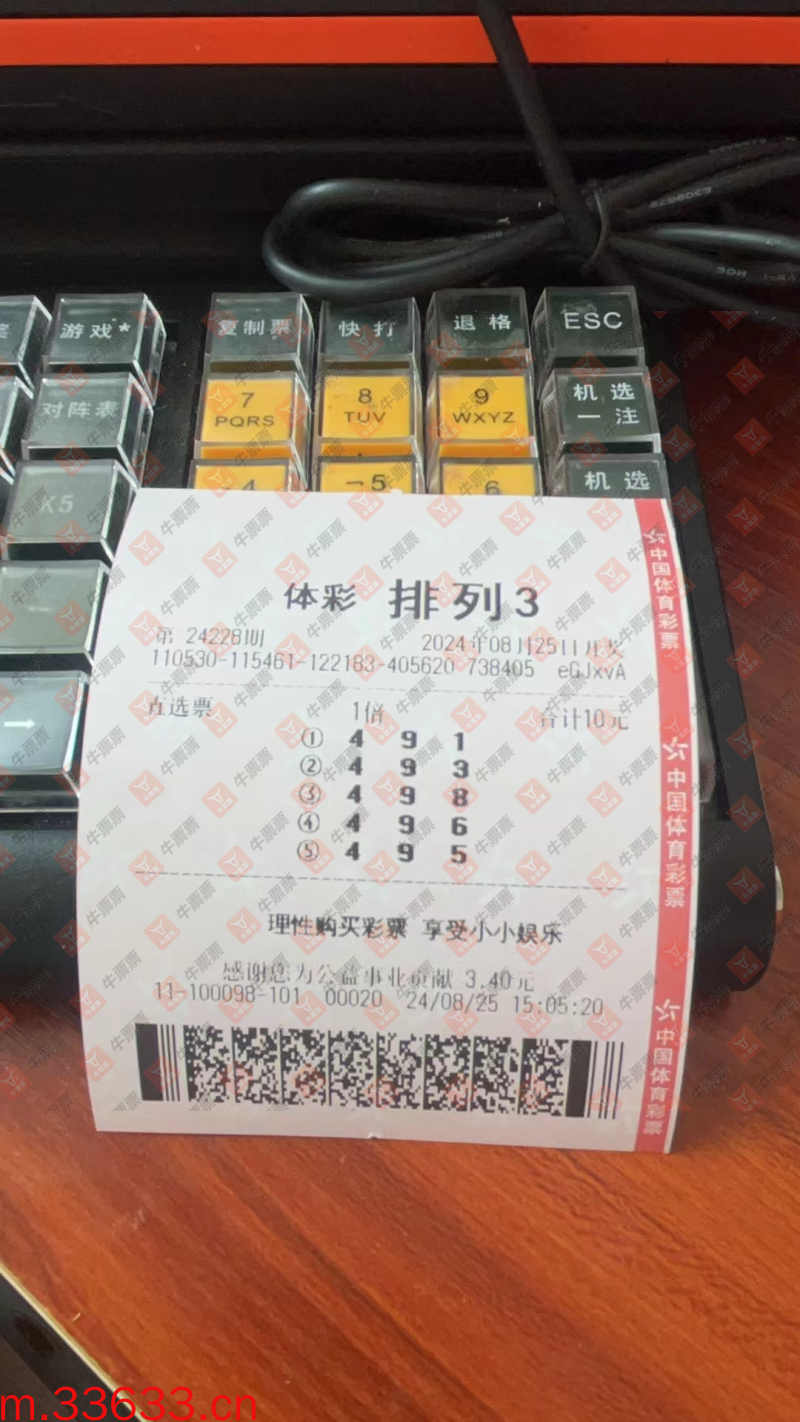 游戏* 复制票 快打 退格 ESC
对阵表 7 PQRS 8 TUV 9 WXYZ 机选一注
X5 4 5 6 机选
→
体彩 排列3
第 24228期 2024年08月25日开奖
110530-115461-122183-405620 738405 eGJxvA
直选票 1倍 合计10元
① 4 9 1
② 4 9 3
③ 4 9 8
④ 4 9 6
⑤ 4 9 5
理性购买彩票 享受小小娱乐
感谢您为公益事业贡献 3.40元
11-100098-101 00020 24/08/25 15:05:20
中国体育彩票
中国体育彩票
中国体育彩票
牛票票
m.33633.cn